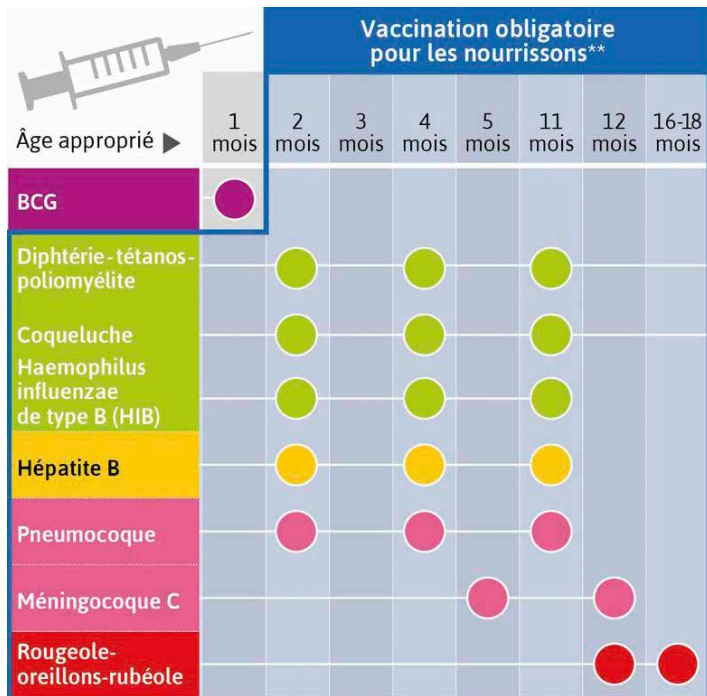 Vaccination obligatoire
pour les nourrissons**
Âge approprié ▶
1
mois
2
mois
3
mois
4
mois
5
mois
11
mois
12
mois
16-18
mois
BCG
Diphtérie-tétanos-
poliomyélite
Coqueluche
Haemophilus
influenzae
de type B (HIB)
Hépatite B
Pneumocoque
Méningocoque C
Rougeole-
oreillons-rubéole